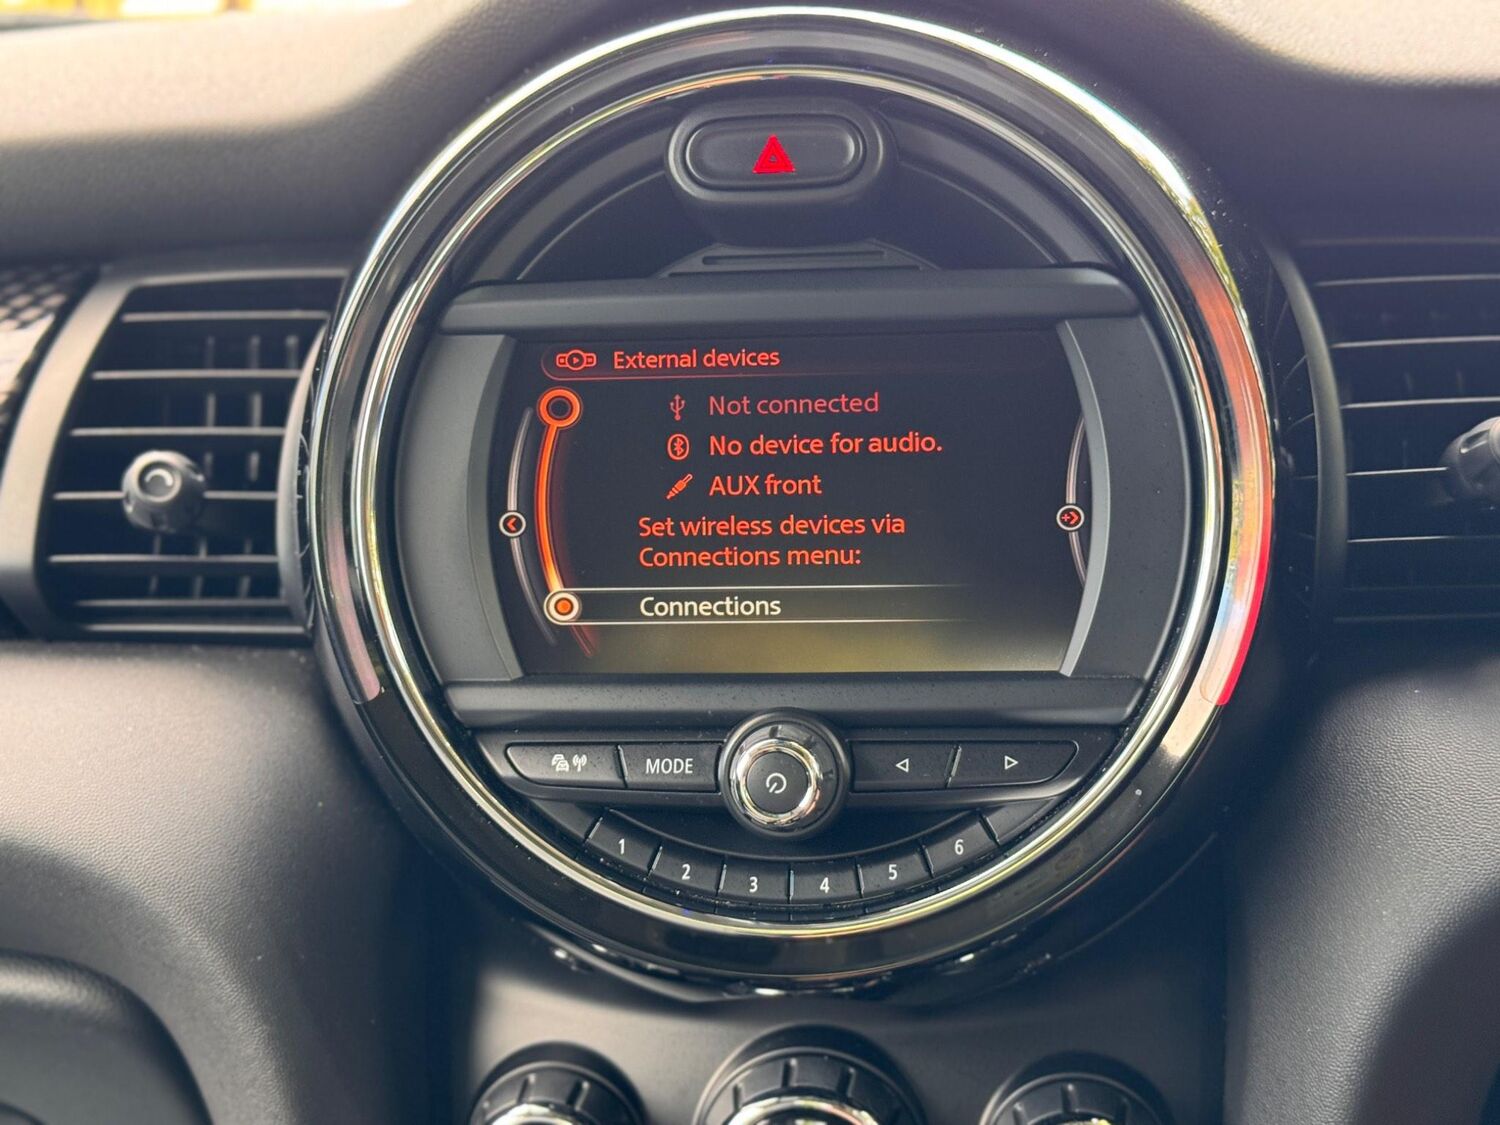 External devices
Not connected
No device for audio.
AUX front
Set wireless devices via
Connections menu:
Connections
MODE
1
2
3
4
5
6